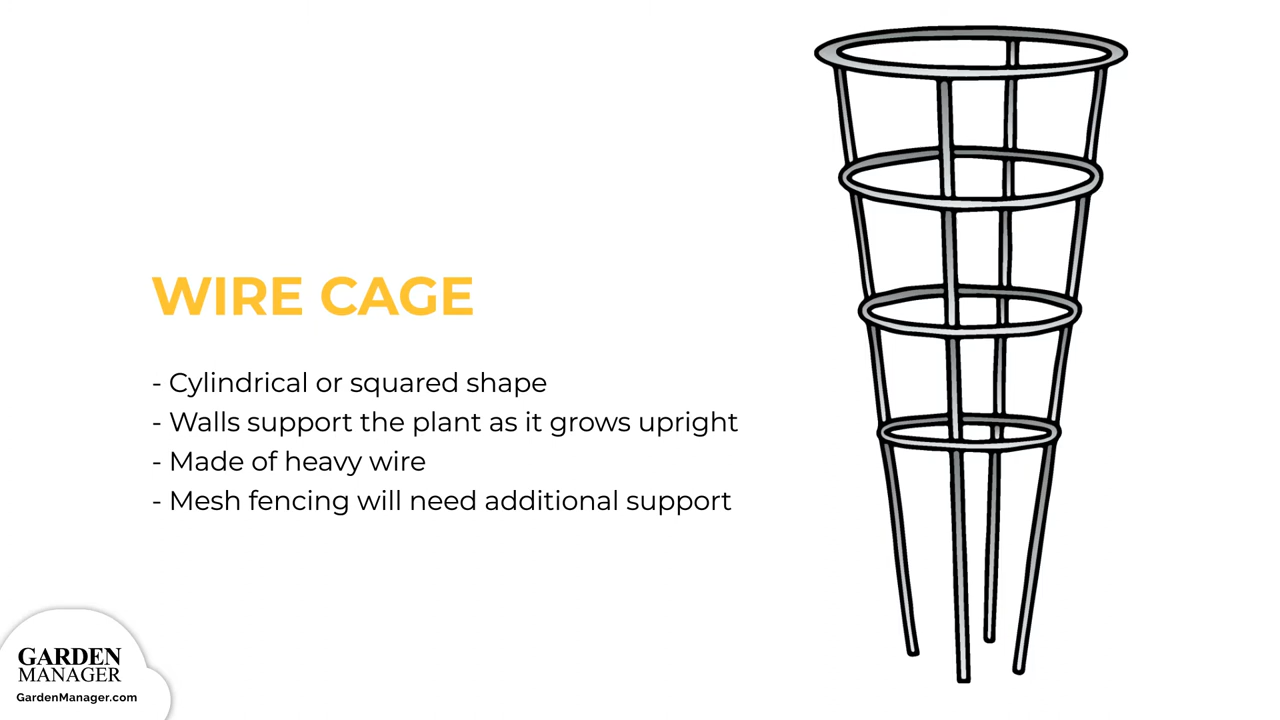 WIRE CAGE
- Cylindrical or squared shape
- Walls support the plant as it grows upright
- Made of heavy wire
- Mesh fencing will need additional support
GARDEN
MANAGER
GardenManager.com